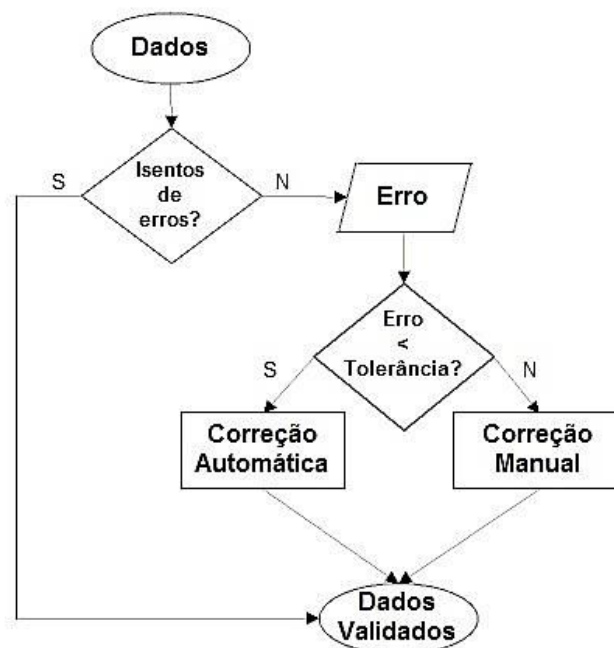 Dados
Isentos
de
erros?
S
N
Erro
Erro
<
Tolerância?
S
N
Correção
Automática
Correção
Manual
Dados
Validados